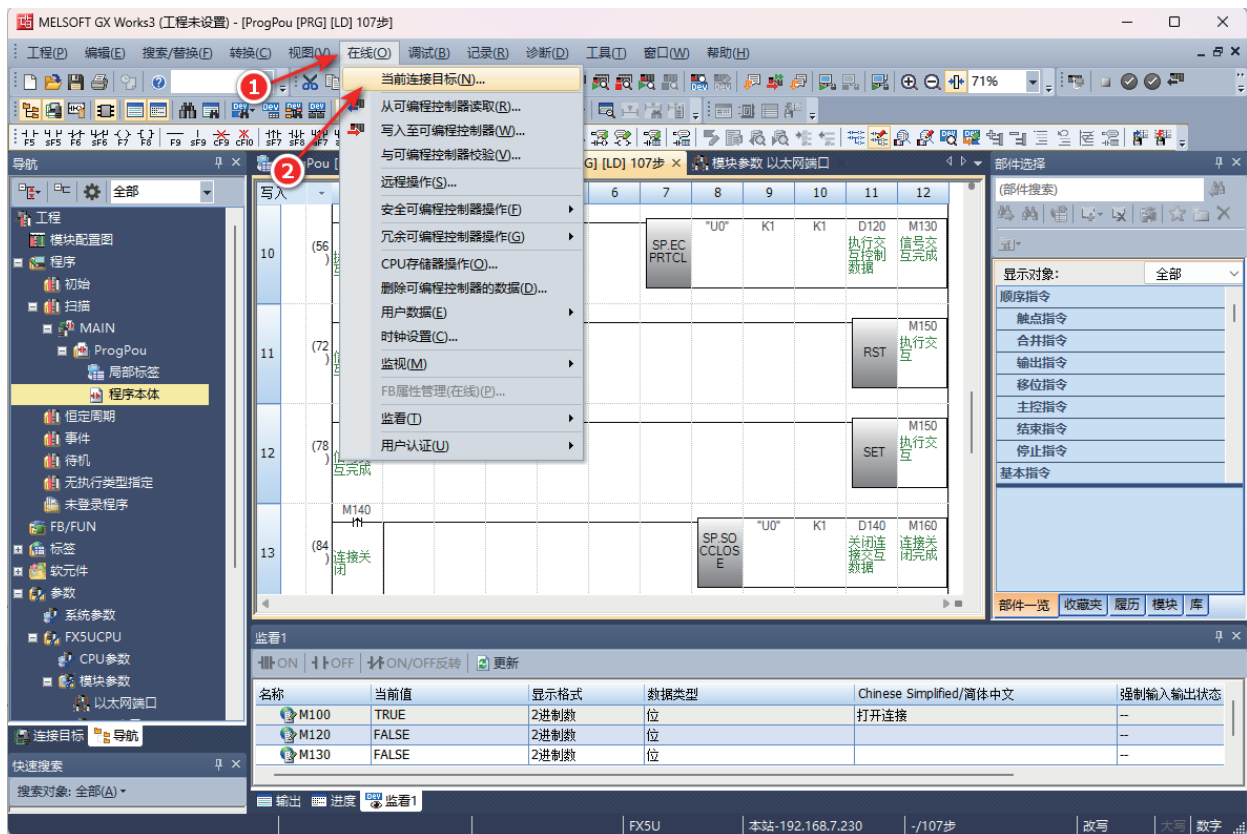 MELSOFT GX Works3 (工程未设置) - [ProgPou [PRG] [LD] 107步]
工程(P) 编辑(E) 搜索/替换(F) 转换(C) 视图(V) 在线(O) 调试(B) 记录(R) 诊断(D) 工具(T) 窗口(W) 帮助(H)
1
71%
F5 sF5 F6 sF6 F7 F8 F9 sF9 cF9 cF10 sF7 sF8
导航
全部
工程
模块配置图
程序
初始
扫描
MAIN
ProgPou
局部标签
程序本体
恒定周期
事件
待机
无执行类型指定
未登录程序
FB/FUN
标签
软元件
参数
系统参数
FX5UCPU
CPU参数
模块参数
以太网端口
连接目标 导航
快速搜索
搜索对象: 全部(A)
2
当前连接目标(N)...
从可编程控制器读取(R)...
写入至可编程控制器(W)...
与可编程控制器校验(V)...
远程操作(S)...
安全可编程控制器操作(F)
冗余可编程控制器操作(G)
CPU存储器操作(O)...
删除可编程控制器的数据(D)...
用户数据(E)
时钟设置(C)...
监视(M)
FB属性管理(在线)(P)...
监看(T)
用户认证(U)
Pou [
G] [LD] 107步
模块参数 以太网端口
写入 6 7 8 9 10 11 12
10 (56
)
SP.EC
PRTCL
"U0" K1 K1 D120 M130
执行交
互控制
数据
信号交
互完成
11 (72
)
RST
M150
执行交
互
12 (78
)
互完成
SET
M150
执行交
互
13 (84
)
M140
连接关
闭
SP.SO
CCLOS
E
"U0" K1 D140 M160
关闭连
接交互
数据
连接关
闭完成
部件选择
(部件搜索)
显示对象: 全部
顺序指令
触点指令
合并指令
输出指令
移位指令
主控指令
结束指令
停止指令
基本指令
部件一览 收藏夹 履历 模块 库
监看1
ON OFF ON/OFF反转 更新
名称 当前值 显示格式 数据类型 Chinese Simplified/简体中文 强制输入输出状态
M100 TRUE 2进制数 位 打开连接 --
M120 FALSE 2进制数 位 --
M130 FALSE 2进制数 位 --
输出 进度 监看1
FX5U 本站-192.168.7.230 -/107步 改写 大写 数字